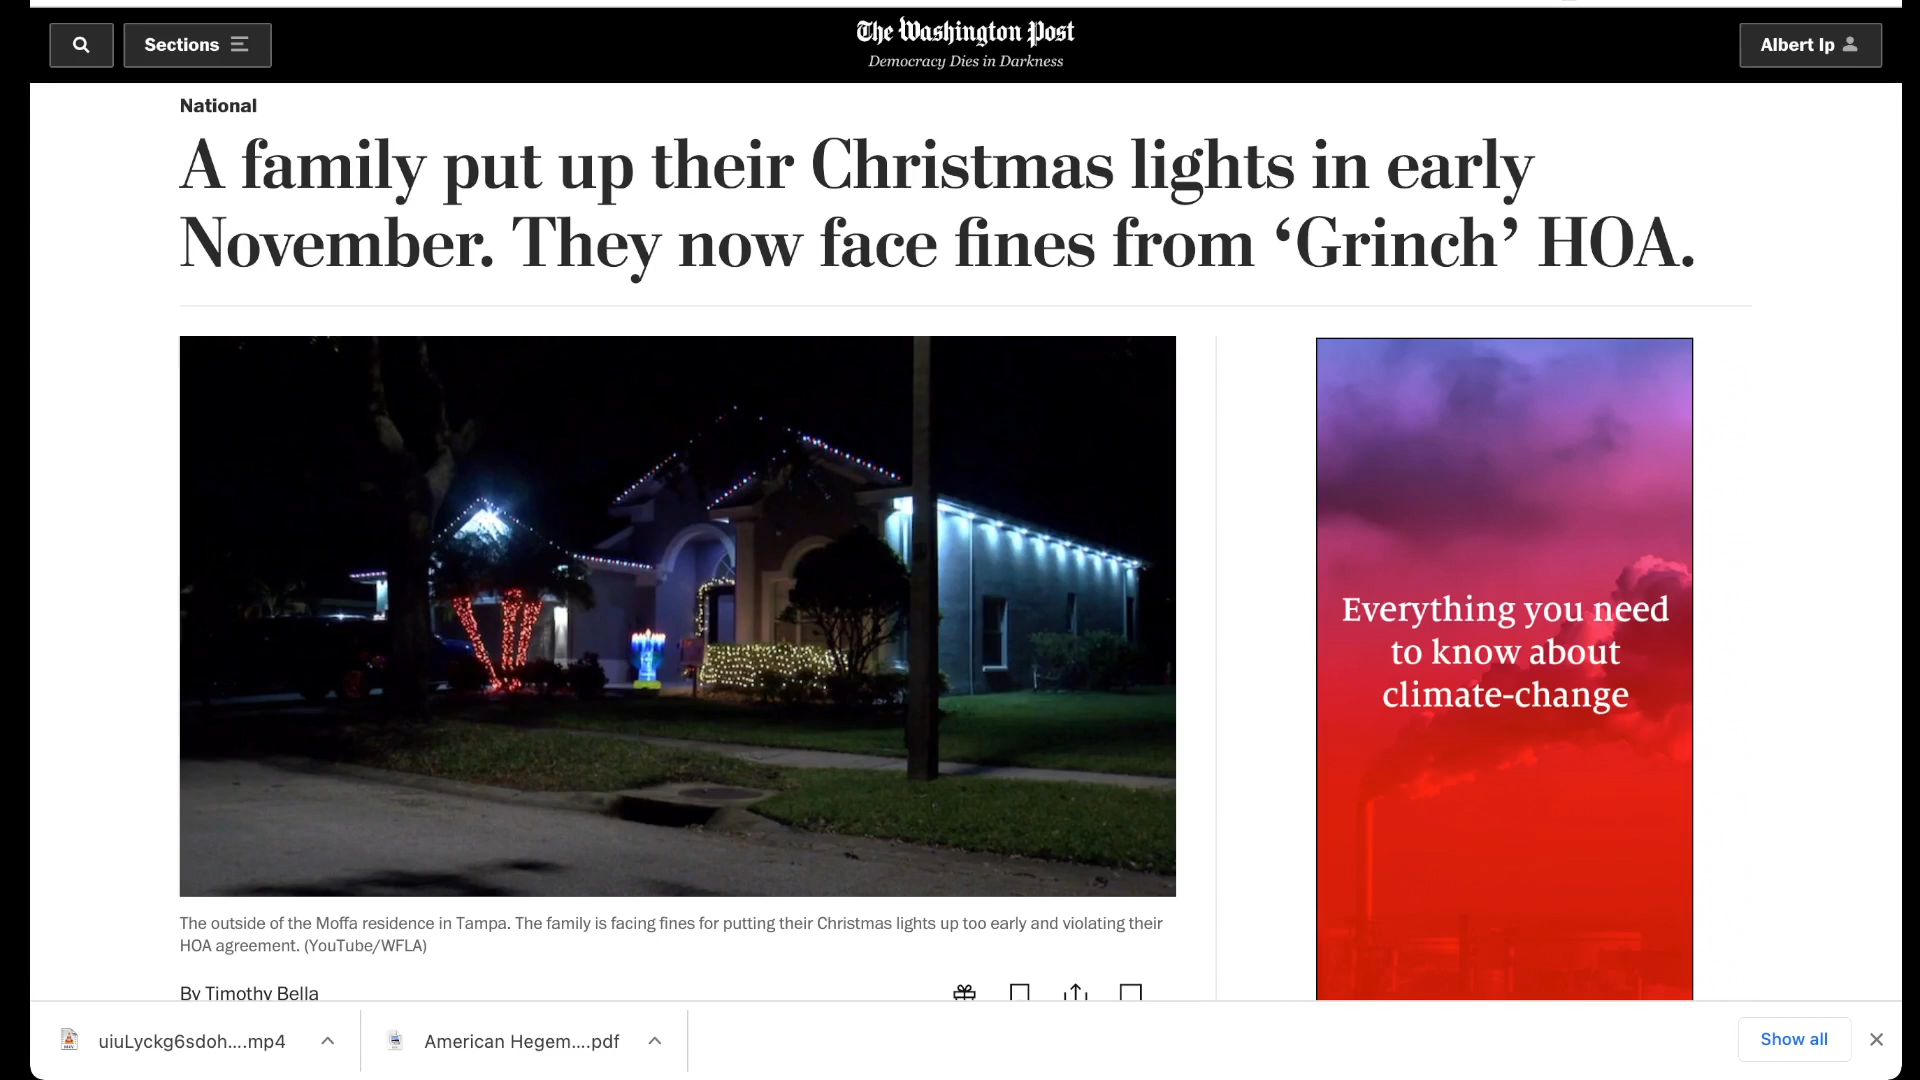 Sections
The Washington Post
Democracy Dies in Darkness
Albert Ip
National
A family put up their Christmas lights in early
November. They now face fines from ‘Grinch’ HOA.
Everything you need
to know about
climate-change
The outside of the Moffa residence in Tampa. The family is facing fines for putting their Christmas lights up too early and violating their
HOA agreement. (YouTube/WFLA)
By Timothy Bella
uiuLyckg6sdoh....mp4
American Hegem....pdf
Show all